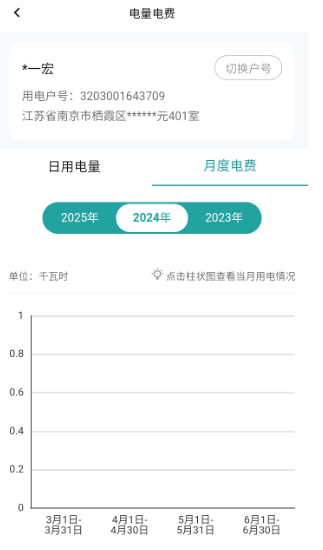 电量电费
*一宏
切换户号
用电户号：3203001643709
江苏省南京市栖霞区******元401室
日用电量
月度电费
2025年
2024年
2023年
单位：千瓦时
点击柱状图查看当月用电情况
1
0.8
0.6
0.4
0.2
0
3月1日-
3月31日
4月1日-
4月30日
5月1日-
5月31日
6月1日-
6月30日